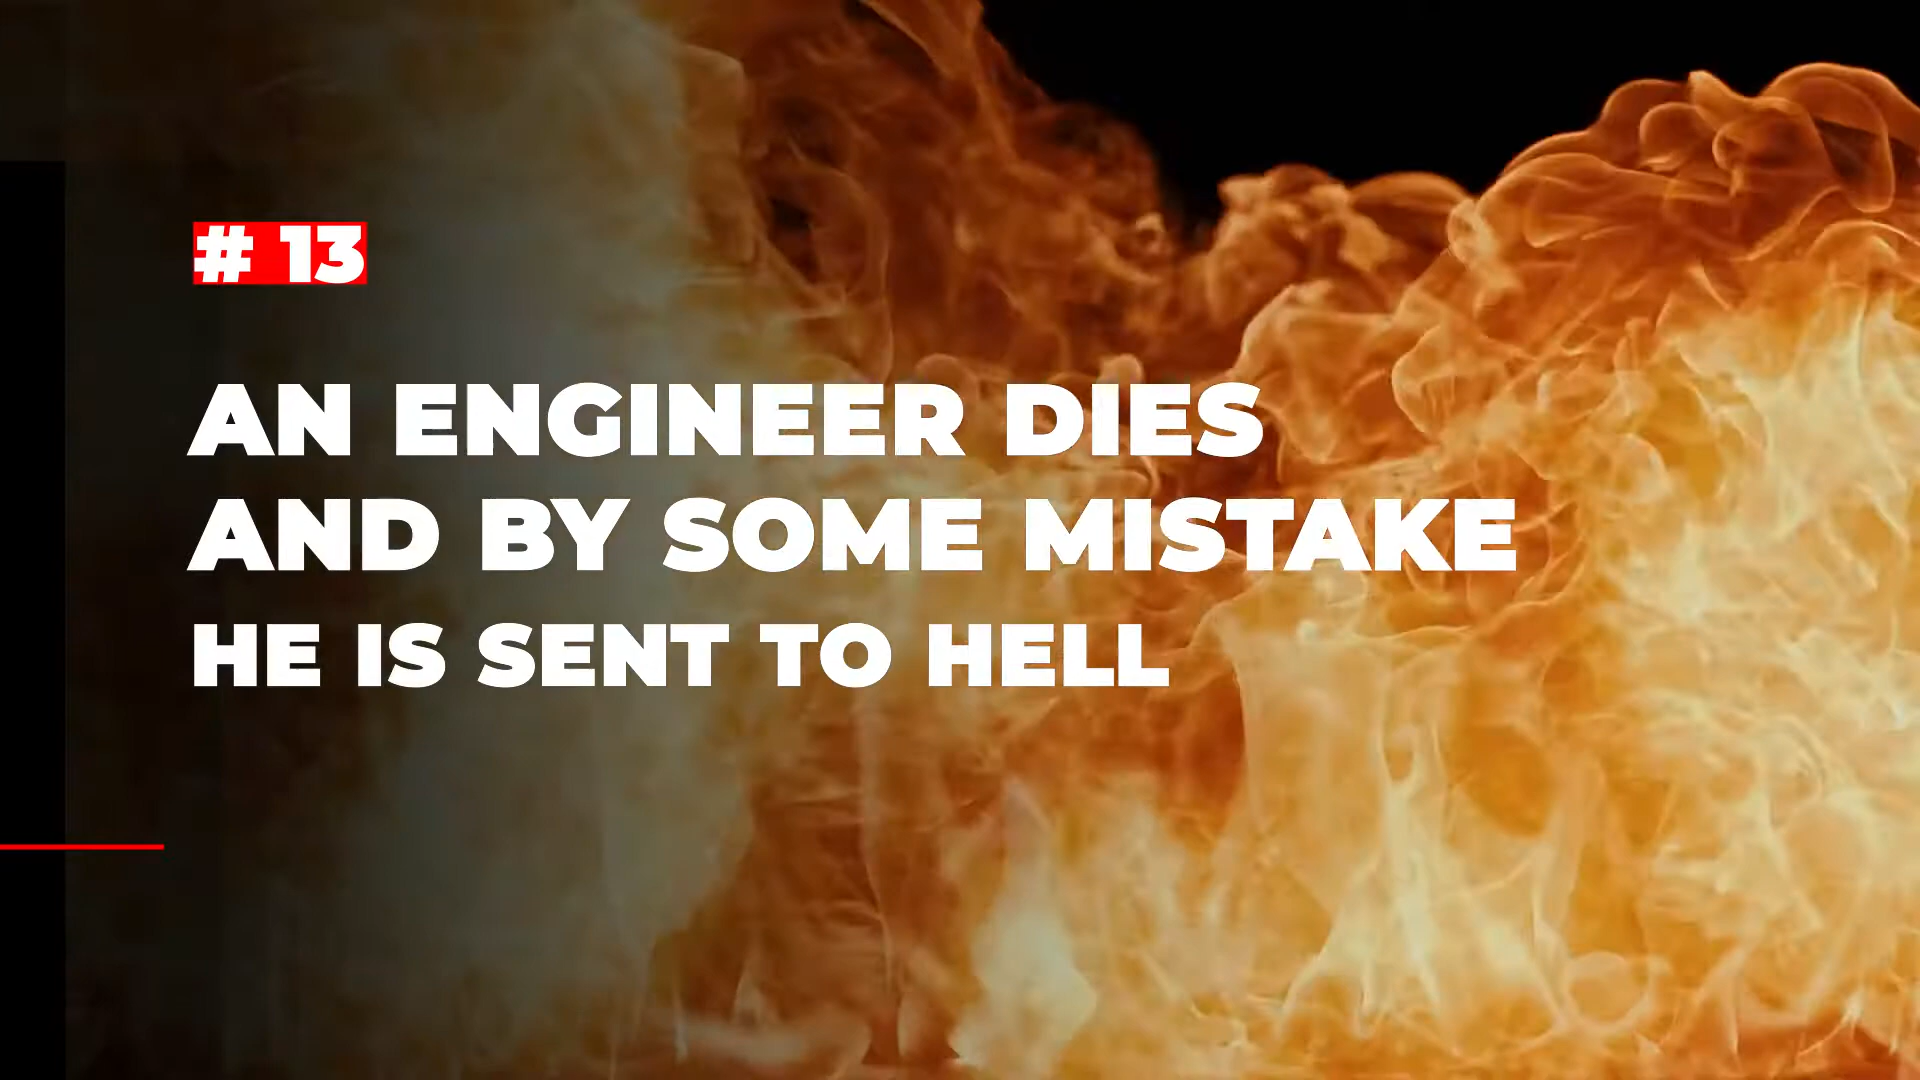 # 13
AN ENGINEER DIES
AND BY SOME MISTAKE
HE IS SENT TO HELL